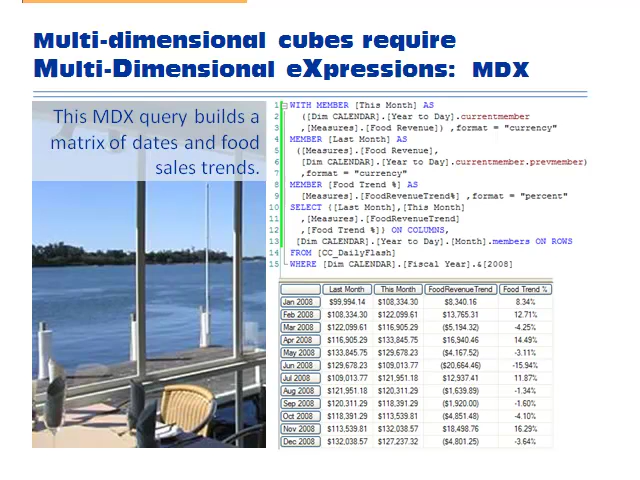 Multi-dimensional cubes require
Multi-Dimensional eXpressions: MDX
This MDX query builds a
matrix of dates and food
sales trends.
1 WITH MEMBER [This Month] AS
2 ([Dim CALENDAR].[Year to Day].currentmember
3 ,[Measures].[Food Revenue]) ,format = "currency"
4 MEMBER [Last Month] AS
5 ([Measures].[Food Revenue],
6 [Dim CALENDAR].[Year to Day].currentmember.prevmember)
7 ,format = "currency"
8 MEMBER [Food Trend %] AS
9 [Measures].[FoodRevenueTrend%] ,format = "percent"
10 SELECT {[Last Month],[This Month]
11 ,[Measures].[FoodRevenueTrend]
12 ,[Food Trend %]} ON COLUMNS,
13 [Dim CALENDAR].[Year to Day].[Month].members ON ROWS
14 FROM [CC_DailyFlash]
15 WHERE [Dim CALENDAR].[Fiscal Year].&[2008]
Last Month This Month FoodRevenueTrend Food Trend %
Jan 2008 $99,994.14 $108,334.30 $8,340.16 8.34%
Feb 2008 $108,334.30 $122,099.61 $13,765.31 12.71%
Mar 2008 $122,099.61 $116,905.29 ($5,194.32) -4.25%
Apr 2008 $116,905.29 $133,845.75 $16,940.46 14.49%
May 2008 $133,845.75 $129,678.23 ($4,167.52) -3.11%
Jun 2008 $129,678.23 $109,013.77 ($20,664.46) -15.94%
Jul 2008 $109,013.77 $121,951.18 $12,937.41 11.87%
Aug 2008 $121,951.18 $120,311.29 ($1,639.89) -1.34%
Sep 2008 $120,311.29 $118,391.29 ($1,920.00) -1.60%
Oct 2008 $118,391.29 $113,539.81 ($4,851.48) -4.10%
Nov 2008 $113,539.81 $132,038.57 $18,498.76 16.29%
Dec 2008 $132,038.57 $127,237.32 ($4,801.25) -3.64%